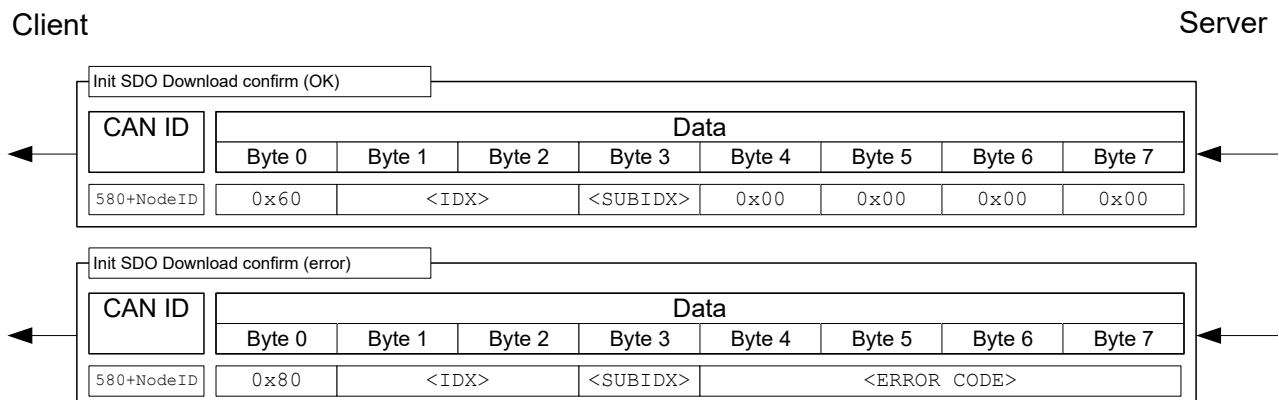 Client Server
Init SDO Download confirm (OK)
CAN ID Data
Byte 0 Byte 1 Byte 2 Byte 3 Byte 4 Byte 5 Byte 6 Byte 7
580+NodeID 0x60 <IDX> <SUBIDX> 0x00 0x00 0x00 0x00
Init SDO Download confirm (error)
CAN ID Data
Byte 0 Byte 1 Byte 2 Byte 3 Byte 4 Byte 5 Byte 6 Byte 7
580+NodeID 0x80 <IDX> <SUBIDX> <ERROR CODE>